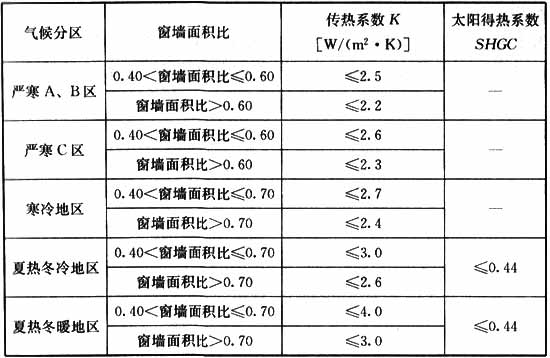 气候分区 窗墙面积比 传热系数 K [W/(m²·K)] 太阳得热系数 SHGC
严寒 A、B 区 0.40<窗墙面积比≤0.60 ≤2.5 —
窗墙面积比>0.60 ≤2.2
严寒 C 区 0.40<窗墙面积比≤0.60 ≤2.6 —
窗墙面积比>0.60 ≤2.3
寒冷地区 0.40<窗墙面积比≤0.70 ≤2.7 —
窗墙面积比>0.70 ≤2.4
夏热冬冷地区 0.40<窗墙面积比≤0.70 ≤3.0 ≤0.44
窗墙面积比>0.70 ≤2.6
夏热冬暖地区 0.40<窗墙面积比≤0.70 ≤4.0 ≤0.44
窗墙面积比>0.70 ≤3.0